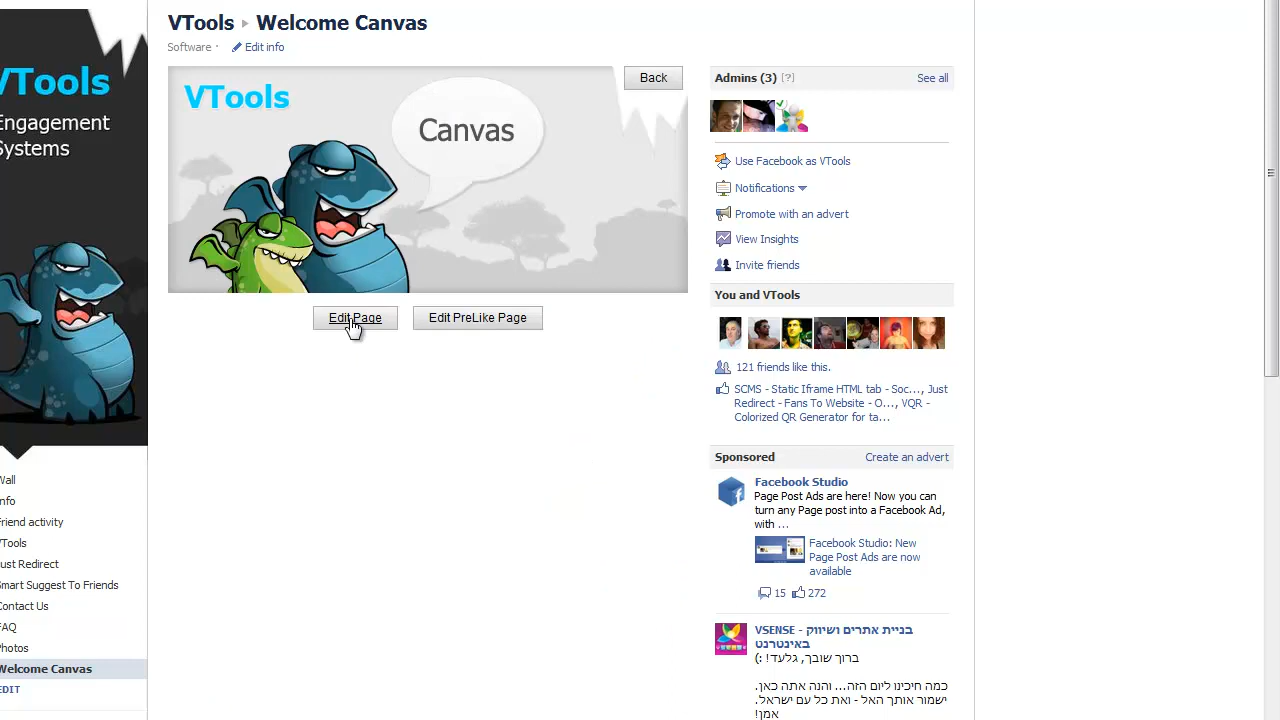 VTools
Engagement
Systems
Wall
Info
Friend activity
VTools
Just Redirect
Smart Suggest To Friends
Contact Us
FAQ
Photos
Welcome Canvas
EDIT
VTools ▸ Welcome Canvas
Software · Edit info
VTools
Canvas
Back
Edit Page
Edit PreLike Page
Admins (3) [?]
See all
Use Facebook as VTools
Notifications
Promote with an advert
View Insights
Invite friends
You and VTools
121 friends like this.
SCMS - Static Iframe HTML tab - Soc..., Just
Redirect - Fans To Website - O..., VQR -
Colorized QR Generator for ta...
Sponsored
Create an advert
Facebook Studio
Page Post Ads are here! Now you can
turn any Page post into a Facebook Ad,
with ...
Facebook Studio: New
Page Post Ads are now
available
15 272
VSENSE - בניית אתרים ושיווק
באינטרנט
ברוך שובך, גלעד! :)
כמה חיכינו ליום הזה... והנה אתה כאן.
ישמור אותך האל - ואת כל עם ישראל.
אמן!